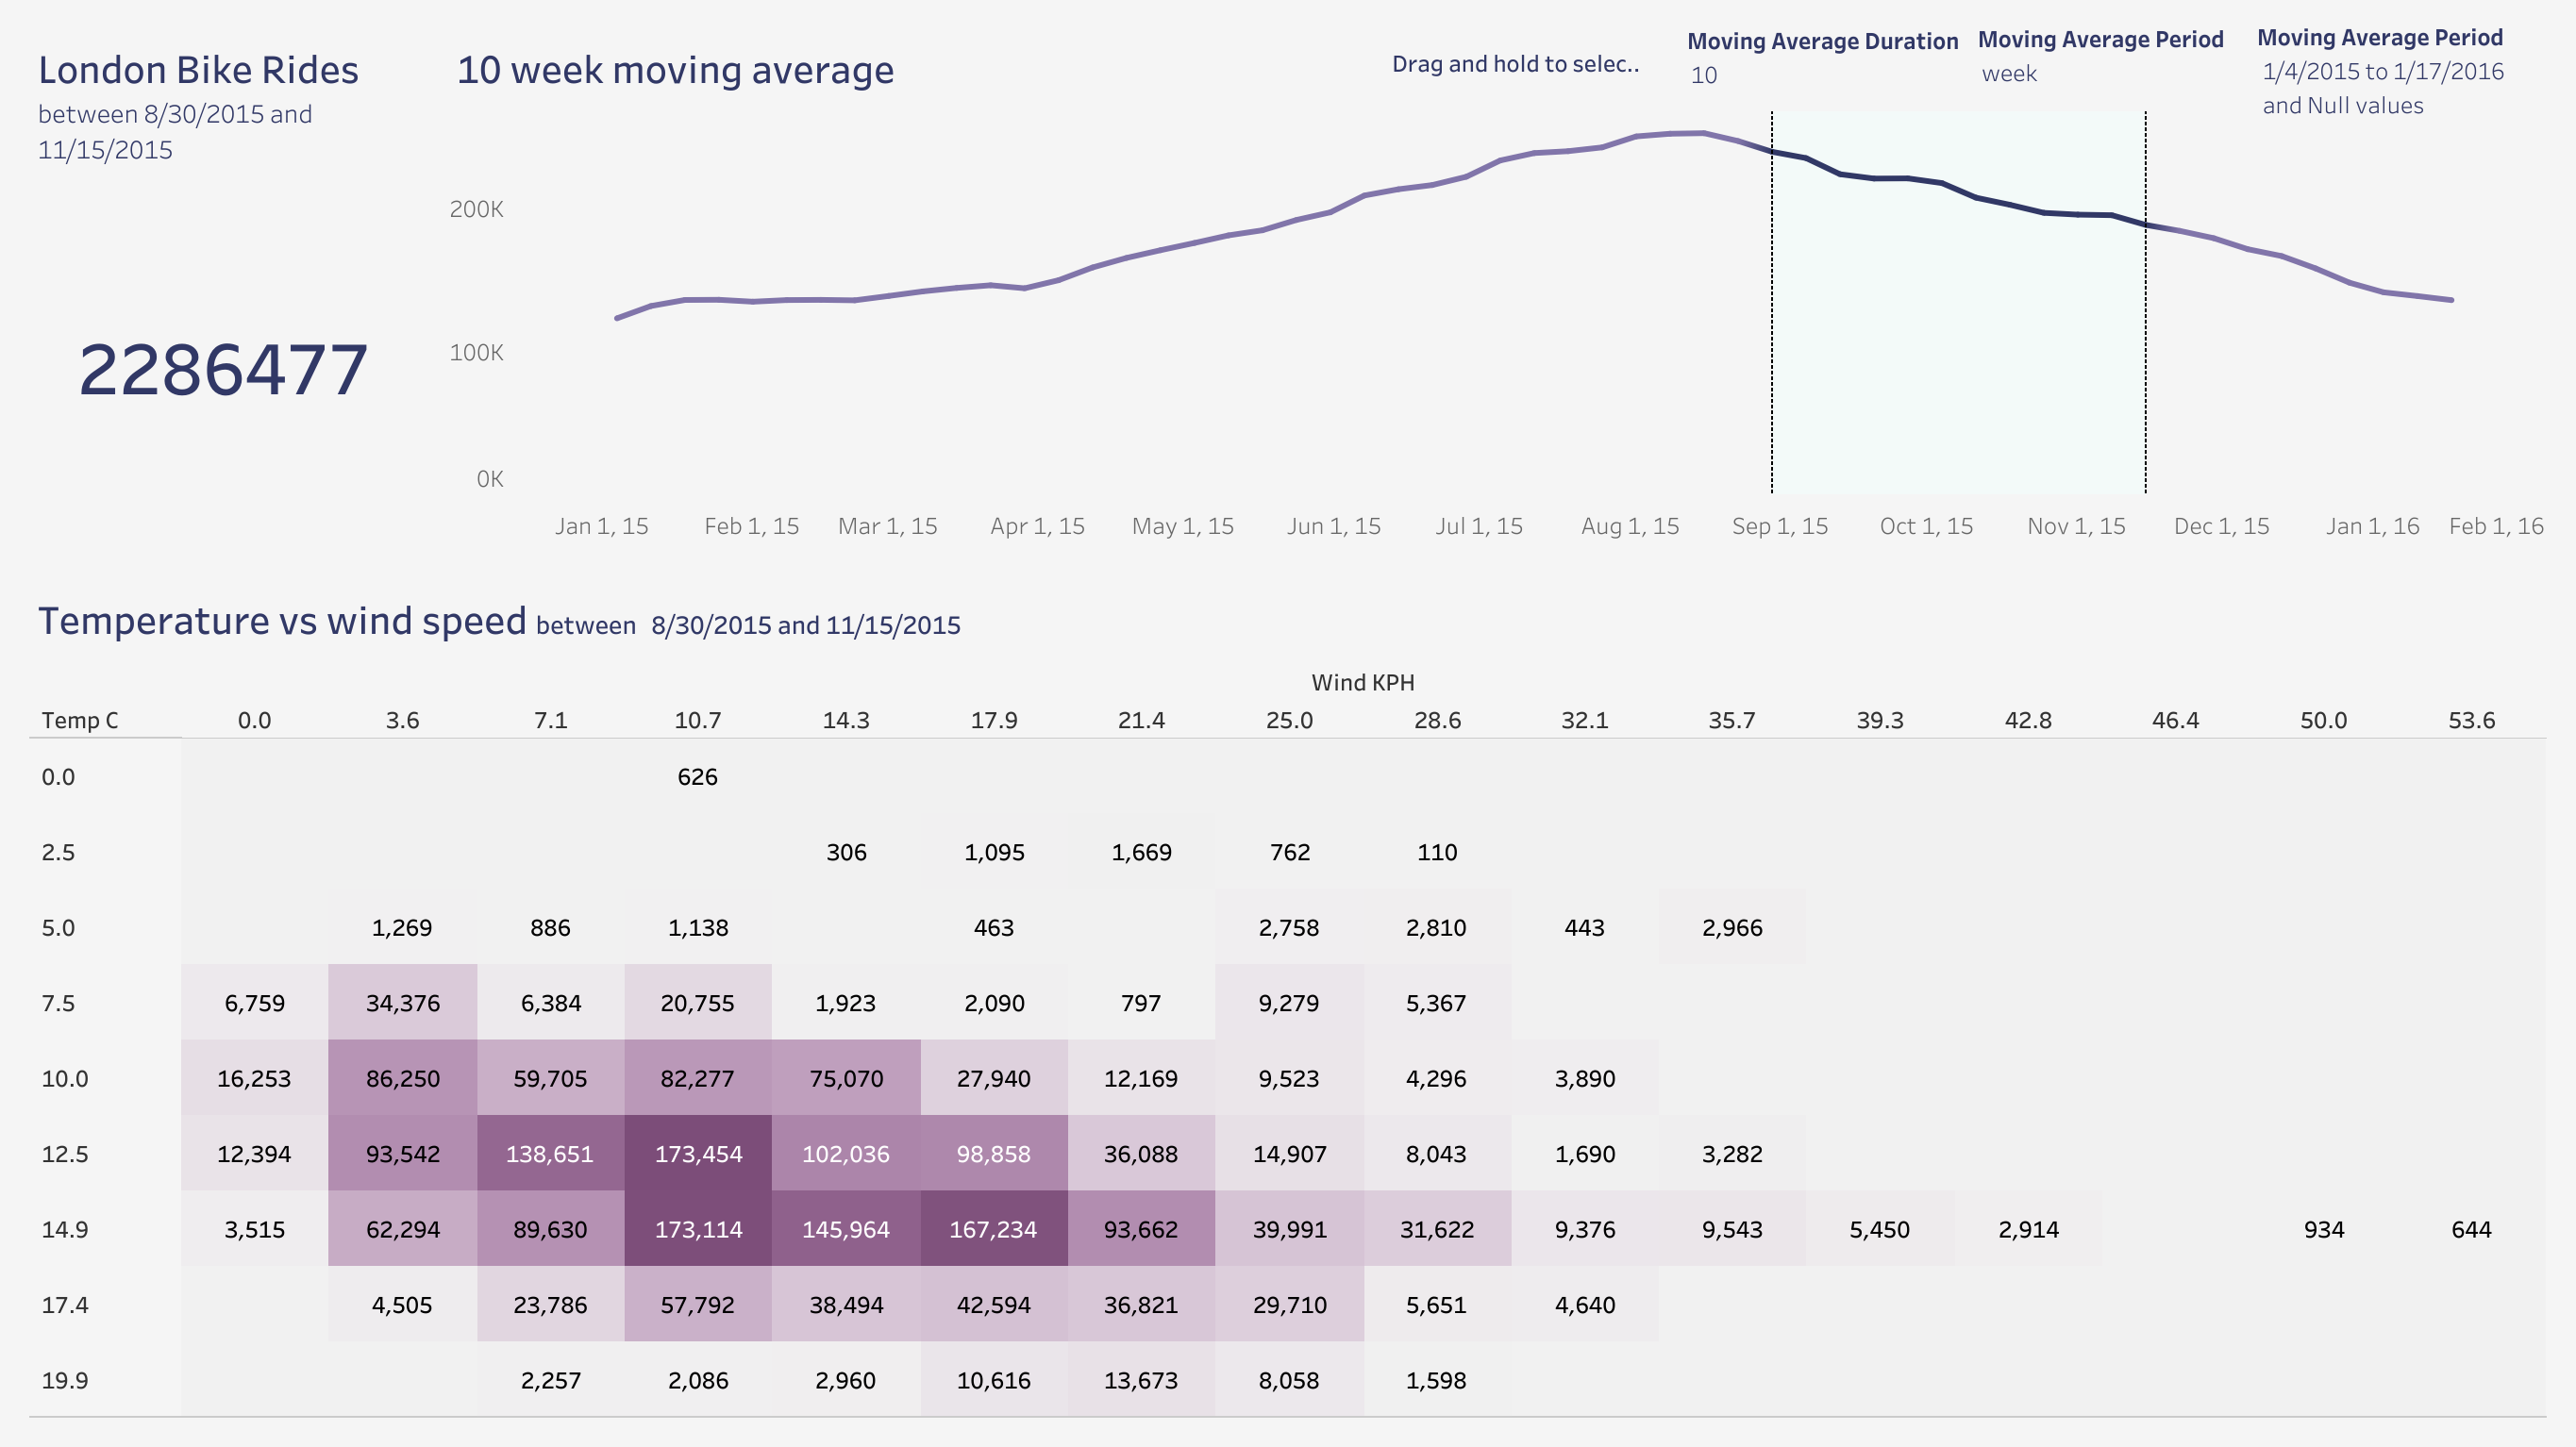 London Bike Rides
between 8/30/2015 and
11/15/2015
2286477
10 week moving average
Drag and hold to selec..
Moving Average Duration
10
Moving Average Period
week
Moving Average Period
1/4/2015 to 1/17/2016
and Null values
200K
100K
0K
Jan 1, 15 Feb 1, 15 Mar 1, 15 Apr 1, 15 May 1, 15 Jun 1, 15 Jul 1, 15 Aug 1, 15 Sep 1, 15 Oct 1, 15 Nov 1, 15 Dec 1, 15 Jan 1, 16 Feb 1, 16
Temperature vs wind speed between 8/30/2015 and 11/15/2015
Wind KPH
Temp C 0.0 3.6 7.1 10.7 14.3 17.9 21.4 25.0 28.6 32.1 35.7 39.3 42.8 46.4 50.0 53.6
0.0 626
2.5 306 1,095 1,669 762 110
5.0 1,269 886 1,138 463 2,758 2,810 443 2,966
7.5 6,759 34,376 6,384 20,755 1,923 2,090 797 9,279 5,367
10.0 16,253 86,250 59,705 82,277 75,070 27,940 12,169 9,523 4,296 3,890
12.5 12,394 93,542 138,651 173,454 102,036 98,858 36,088 14,907 8,043 1,690 3,282
14.9 3,515 62,294 89,630 173,114 145,964 167,234 93,662 39,991 31,622 9,376 9,543 5,450 2,914 934 644
17.4 4,505 23,786 57,792 38,494 42,594 36,821 29,710 5,651 4,640
19.9 2,257 2,086 2,960 10,616 13,673 8,058 1,598